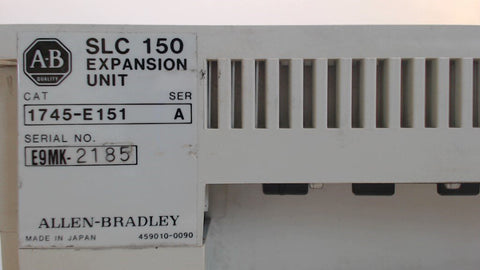 A-B
QUALITY
SLC 150
EXPANSION
UNIT
CAT SER
1745-E151 A
SERIAL NO.
E9MK-2185
ALLEN-BRADLEY
MADE IN JAPAN 459010-0090